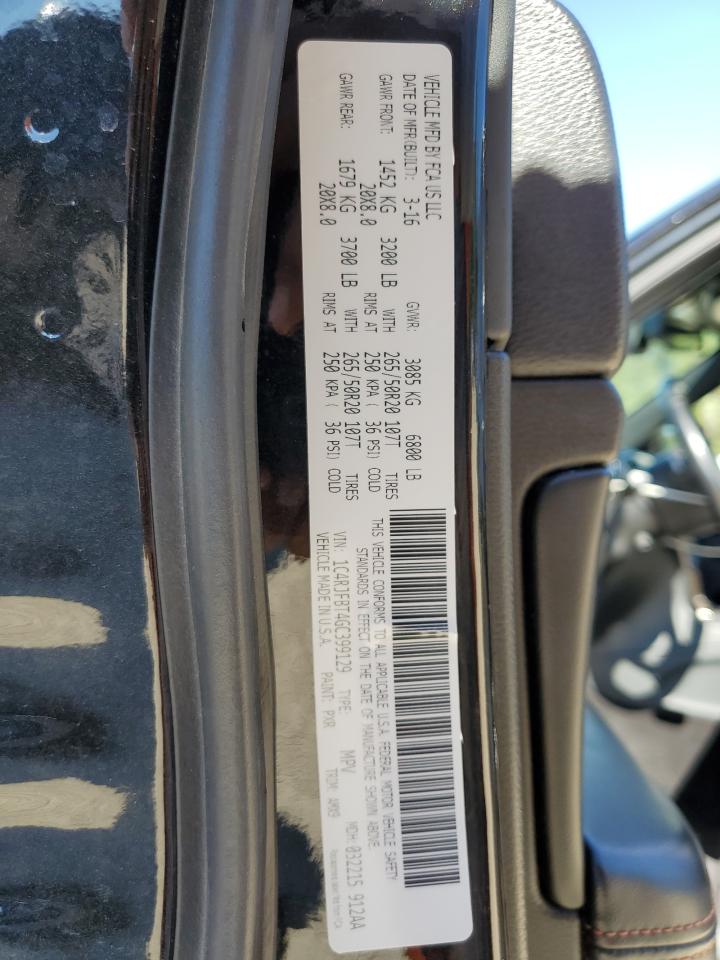 VEHICLE MFD BY FCA US LLC
DATE OF MFR(BUILT): 3-16 GVWR: 3085 KG 6800 LB
GAWR FRONT: 1452 KG 3200 LB WITH 265/50R20 107T TIRES
20X8.0 RIMS AT 250 KPA ( 36 PSI) COLD
GAWR REAR: 1679 KG 3700 LB WITH 265/50R20 107T TIRES
20X8.0 RIMS AT 250 KPA ( 36 PSI) COLD
THIS VEHICLE CONFORMS TO ALL APPLICABLE U.S.A. FEDERAL MOTOR VEHICLE SAFETY
STANDARDS IN EFFECT ON THE DATE OF MANUFACTURE SHOWN ABOVE.
VIN: 1C4RJFBT4GC399129 TYPE: MPV MDH: 032215 912AA
VEHICLE MADE IN U.S.A. PAINT: PXR TRIM: